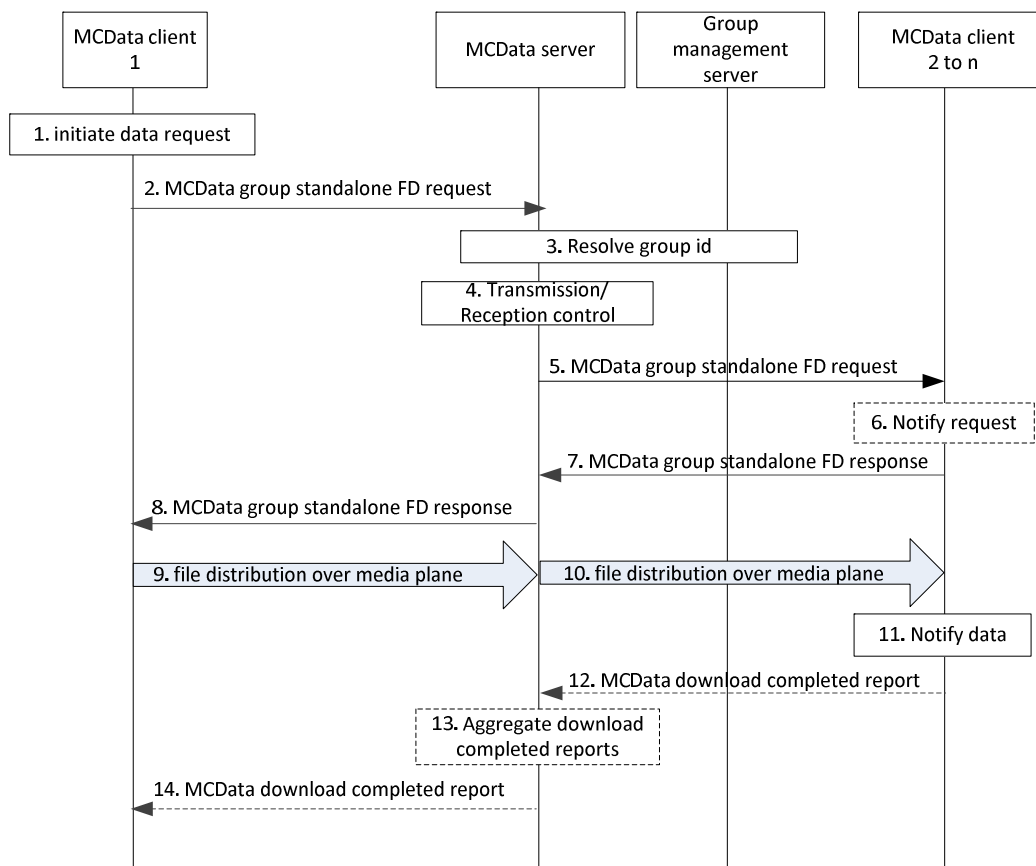 MCData client
1
MCData server
Group
management
server
MCData client
2 to n
1. initiate data request
2. MCData group standalone FD request
3. Resolve group id
4. Transmission/
Reception control
5. MCData group standalone FD request
6. Notify request
7. MCData group standalone FD response
8. MCData group standalone FD response
9. file distribution over media plane
10. file distribution over media plane
11. Notify data
12. MCData download completed report
13. Aggregate download
completed reports
14. MCData download completed report